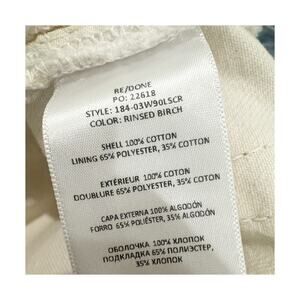 RE/DONE
PO: 22618
STYLE: 184-03W90LSCR
COLOR: RINSED BIRCH
SHELL 100% COTTON
LINING 65% POLYESTER, 35% COTTON
EXTÉRIEUR 100% COTON
DOUBLURE 65% POLYESTER, 35% COTON
CAPA EXTERNA 100% ALGODÓN
FORRO 65% POLIÉSTER, 35% ALGODÓN
ОБОЛОЧКА 100% ХЛОПОК
ПОДКЛАДКА 65% ПОЛИЭСТЕР,
35% ХЛОПОК